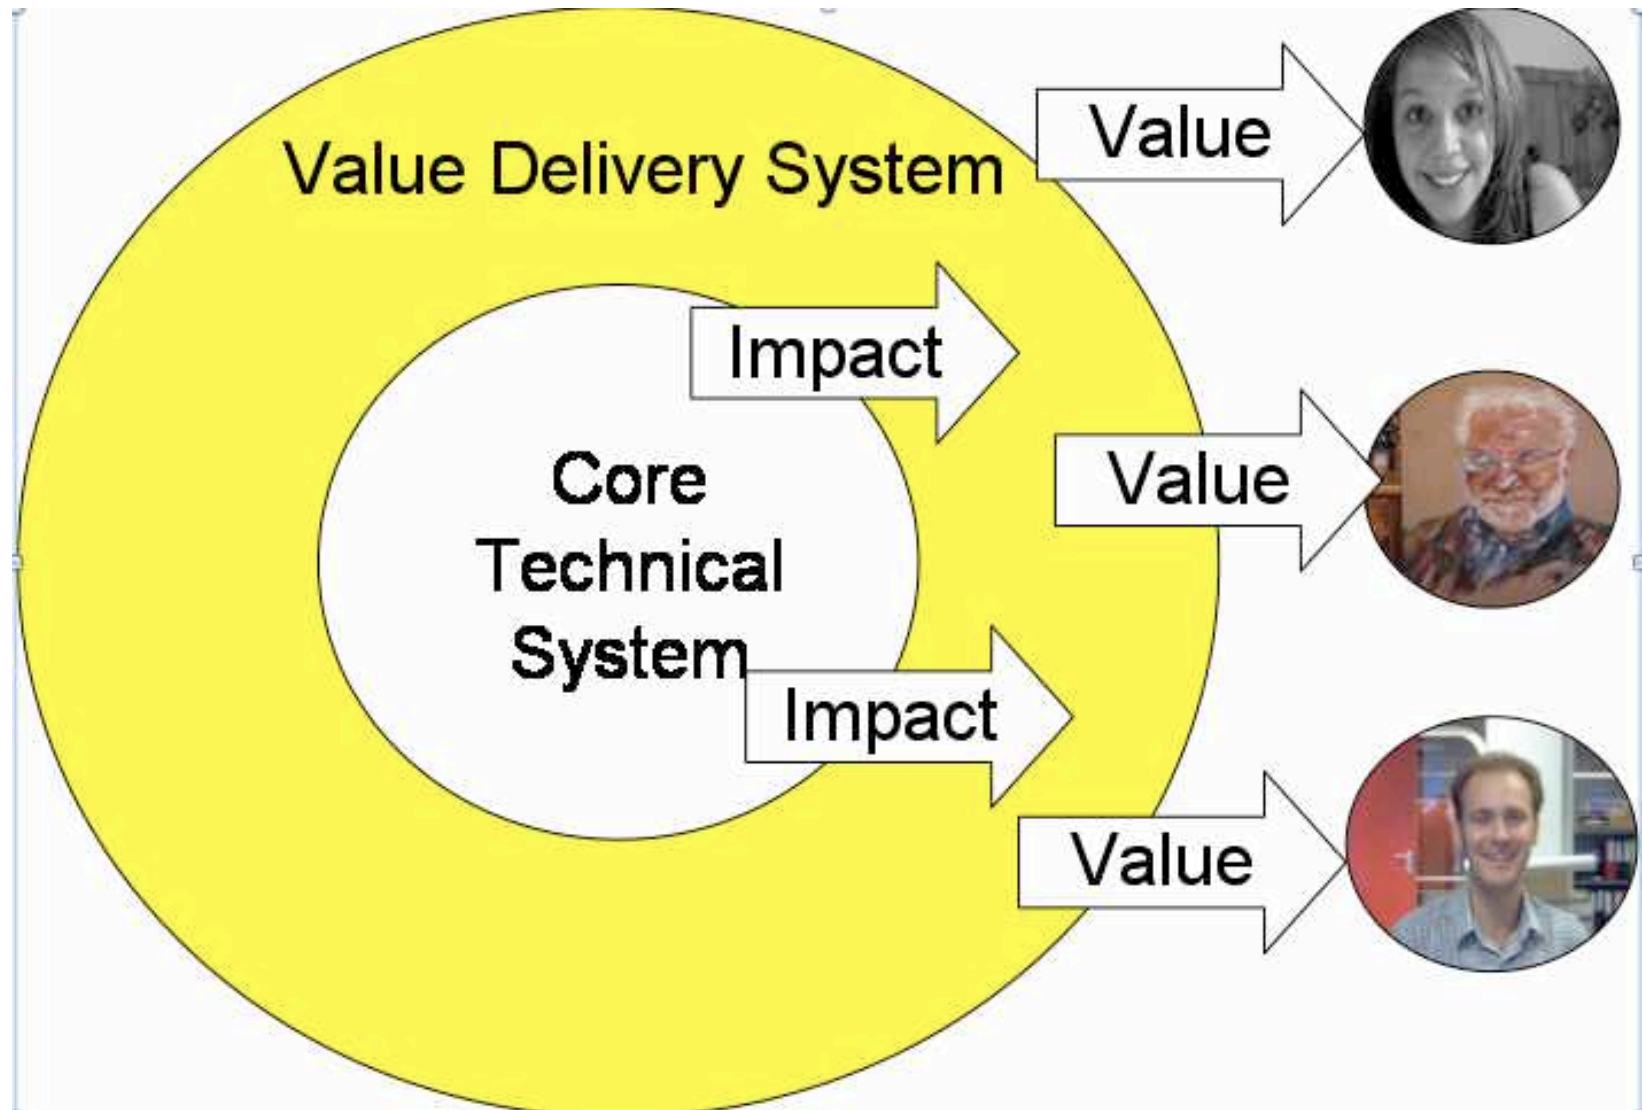 Value Delivery System
Value
Impact
Value
Core
Technical
System
Impact
Value